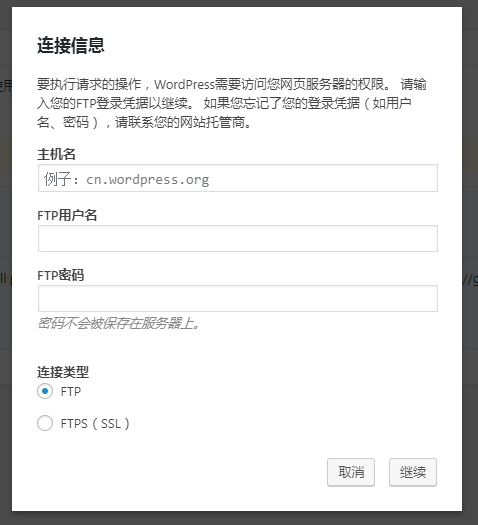 连接信息
要执行请求的操作，WordPress需要访问您网页服务器的权限。 请输
入您的FTP登录凭据以继续。 如果您忘记了您的登录凭据（如用户
名、密码），请联系您的网站托管商。
主机名
例子：cn.wordpress.org
FTP用户名
FTP密码
密码不会被保存在服务器上。
连接类型
FTP
FTPS（SSL）
取消 继续